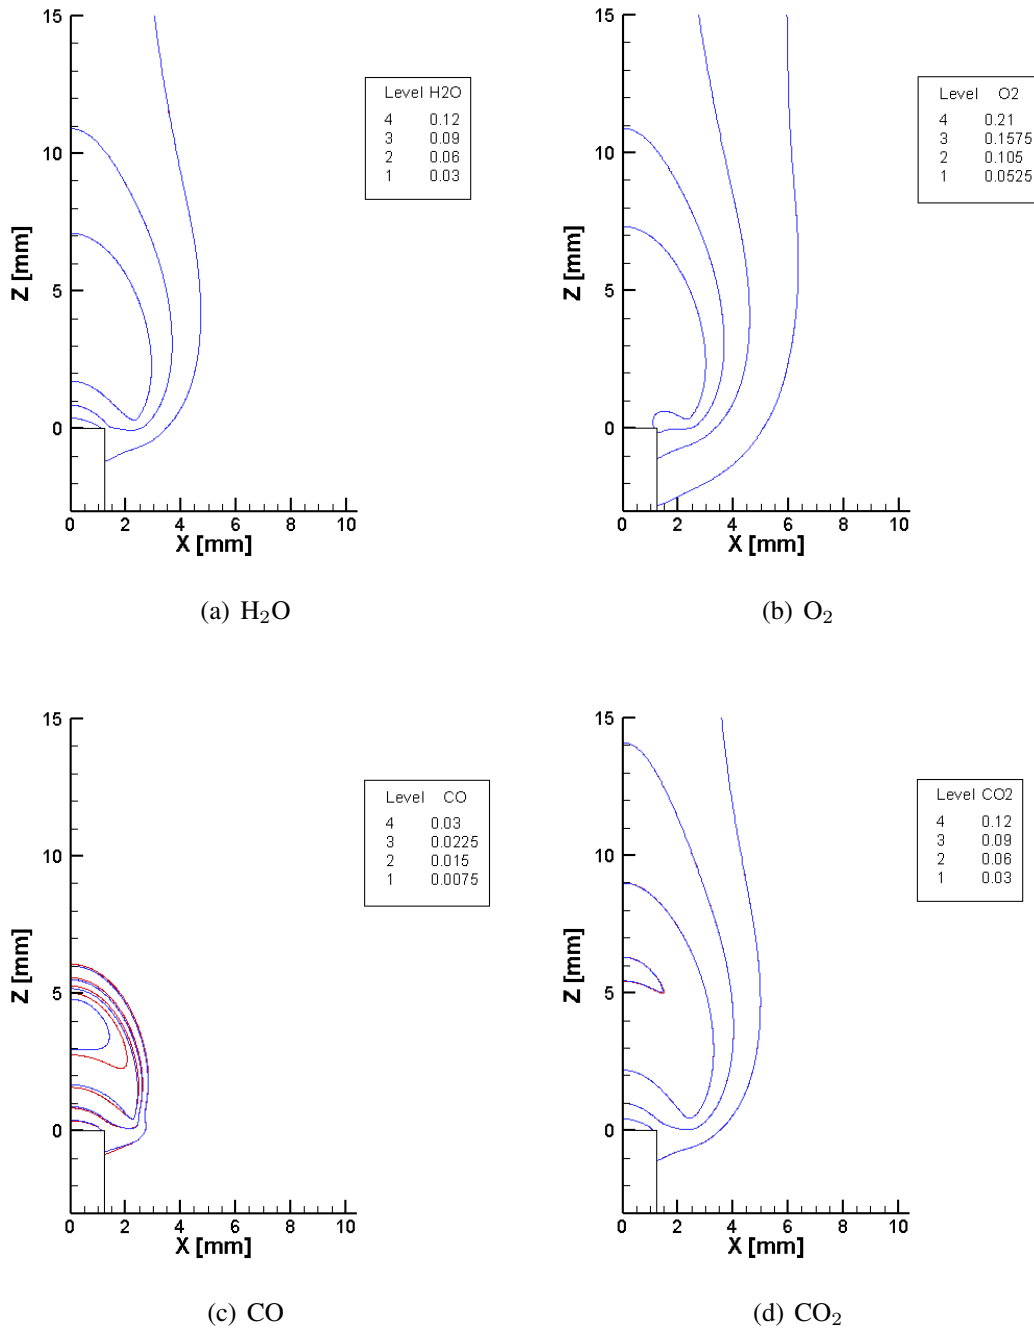 15
10
5
0
Z [mm]
0 2 4 6 8 10
X [mm]
Level H2O
4 0.12
3 0.09
2 0.06
1 0.03
(a) H₂O
15
10
5
0
Z [mm]
0 2 4 6 8 10
X [mm]
Level O2
4 0.21
3 0.1575
2 0.105
1 0.0525
(b) O₂
15
10
5
0
Z [mm]
0 2 4 6 8 10
X [mm]
Level CO
4 0.03
3 0.0225
2 0.015
1 0.0075
(c) CO
15
10
5
0
Z [mm]
0 2 4 6 8 10
X [mm]
Level CO2
4 0.12
3 0.09
2 0.06
1 0.03
(d) CO₂